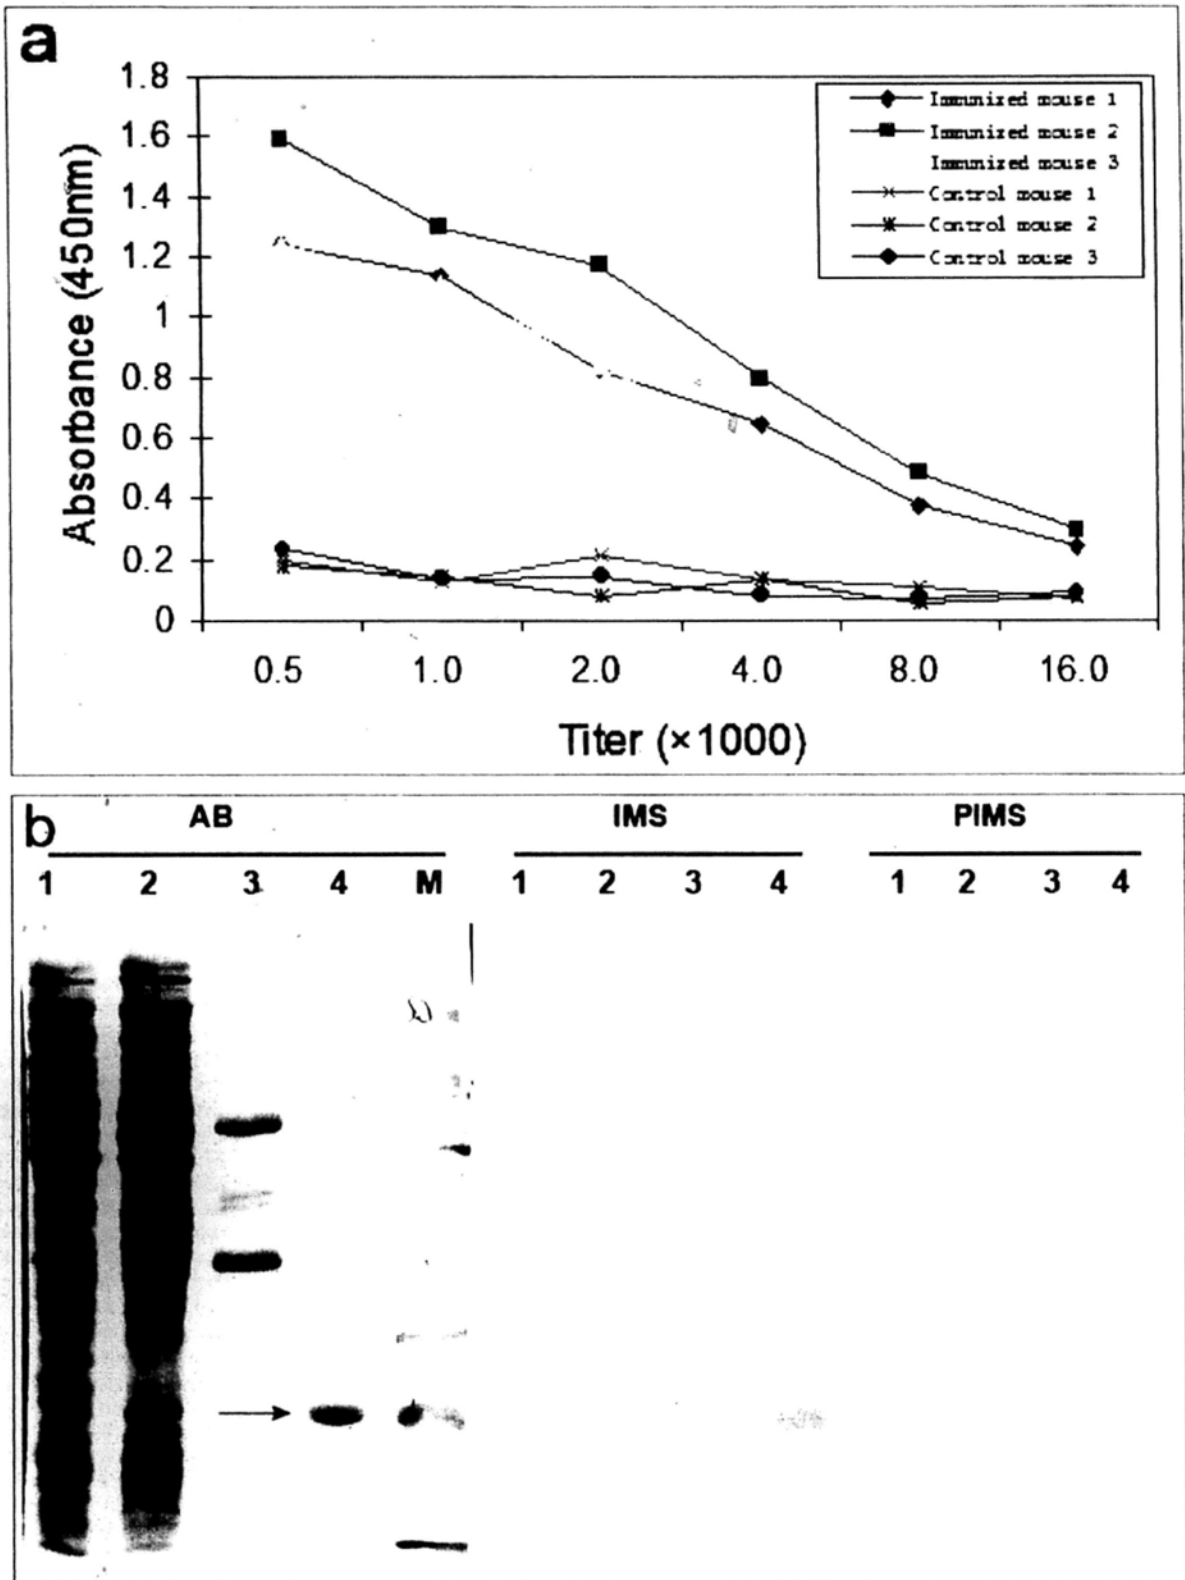 a
1.8
1.6
1.4
1.2
1
0.8
0.6
0.4
0.2
0
Absorbance (450nm)
Immunized mouse 1
Immunized mouse 2
Immunized mouse 3
Control mouse 1
Control mouse 2
Control mouse 3
0.5 1.0 2.0 4.0 8.0 16.0
Titer (×1000)
b
AB IMS PIMS
1 2 3 4 M 1 2 3 4 1 2 3 4